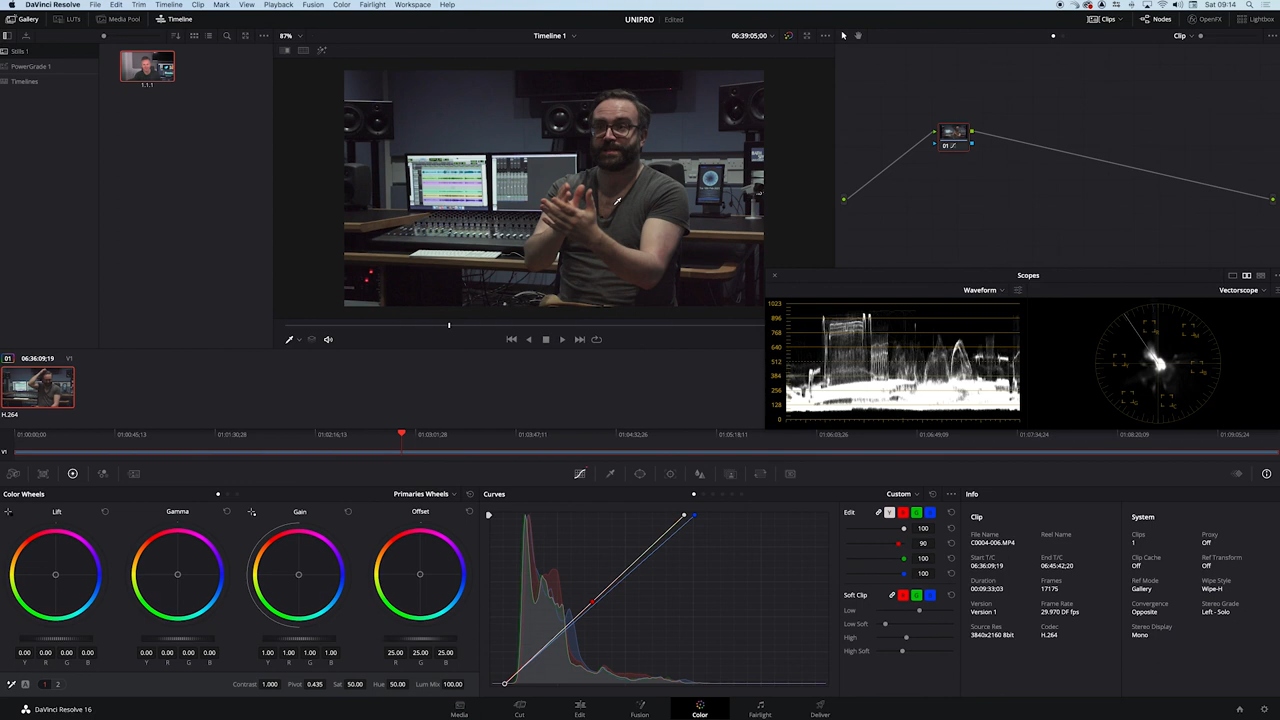 DaVinci Resolve File Edit Trim Timeline Clip Mark View Playback Fusion Color Fairlight Workspace Help Sat 09:14
Gallery LUTs Media Pool Timeline UNIPRO Edited Clips Nodes OpenFX Lightbox
87% Timeline 1 06:39:05;00 Clip
Stills 1
PowerGrade 1
Timelines
1.1.1
01
Scopes
Waveform Vectorscope
1023
896
768
640
512
384
256
128
0
01 06:36:09;19 V1
H.264
01:00:00;00 01:00:45;13 01:01:30;28 01:02:16;13 01:03:01;28 01:03:47;11 01:04:32;26 01:05:18;11 01:06:03;26 01:06:49;09 01:07:34;24 01:08:20;09 01:09:05;24
V1
Color Wheels Primaries Wheels Curves Custom Info
Lift Gamma Gain Offset
0.00 0.00 0.00 0.00 0.00 0.00 0.00 0.00 1.00 1.00 1.00 1.00 25.00 25.00 25.00
Y R G B Y R G B Y R G B R G B
A 1 2 Contrast 1.000 Pivot 0.435 Sat 50.00 Hue 50.00 Lum Mix 100.00
Edit Y R G B
100
90
100
100
Soft Clip R G B
Low
Low Soft
High
High Soft
Clip
File Name Reel Name
C0004-006.MP4
Start T/C End T/C
06:36:09;19 06:45:42;20
Duration Frames
00:09:33;03 17175
Version Frame Rate
Version 1 29.970 DF fps
Source Res Codec
3840x2160 8bit H.264
System
Clips Proxy
1 Off
Clip Cache Ref Transform
Off Off
Ref Mode Wipe Style
Gallery Wipe-H
Convergence Stereo Grade
Opposite Left - Solo
Stereo Display
Mono
DaVinci Resolve 16 Media Cut Edit Fusion Color Fairlight Deliver